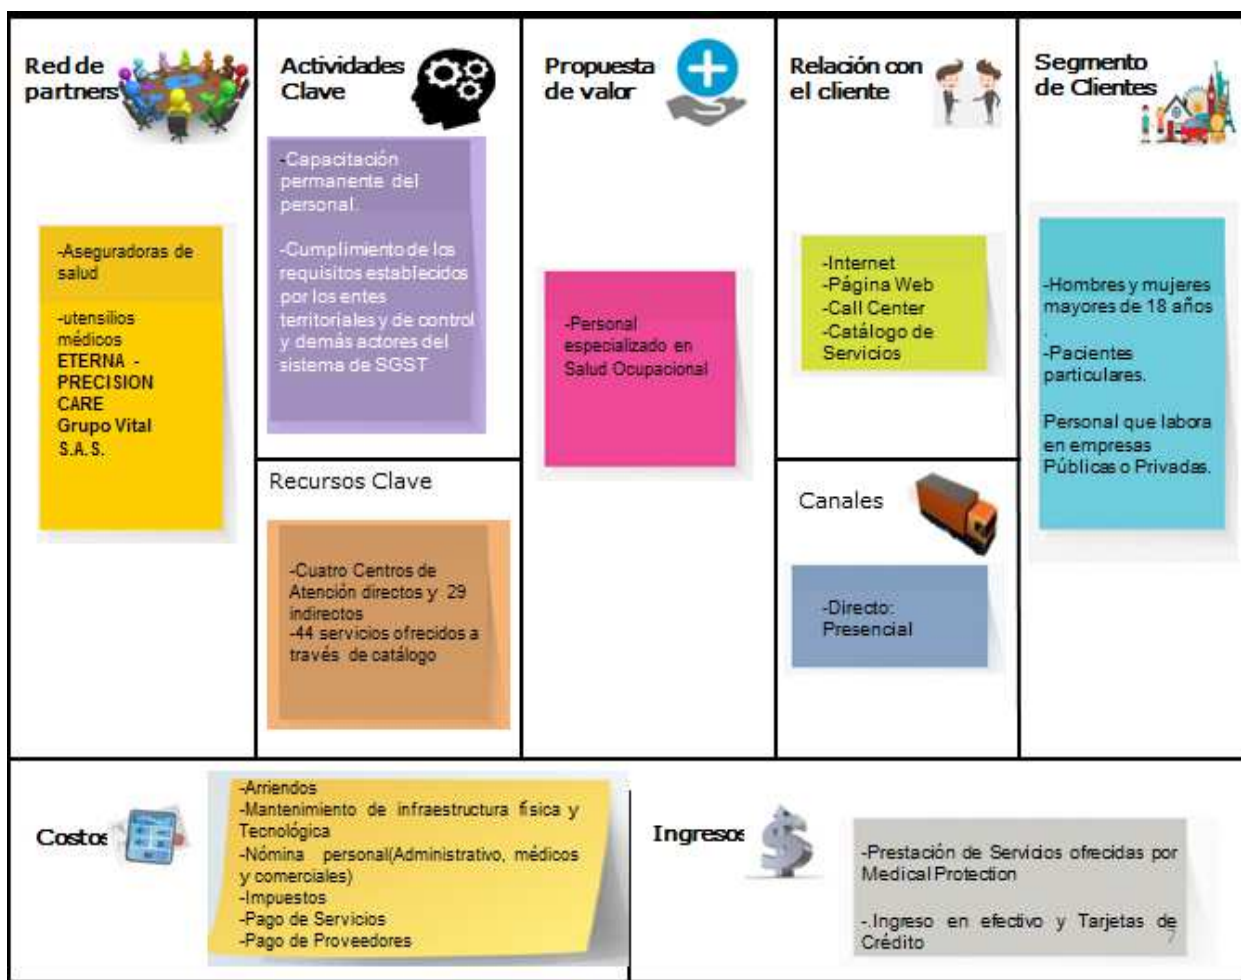 Red de
partners
-Aseguradoras de
salud
-utensilios
médicos
ETERNA -
PRECISION
CARE
Grupo Vital
S.A.S.
Actividades
Clave
-Capacitación
permanente del
personal.
-Cumplimiento de los
requisitos establecidos
por los entes
territoriales y de control
y demás actores del
sistema de SGST
Recursos Clave
-Cuatro Centros de
Atención directos y 29
indirectos
-44 servicios ofrecidos a
través de catálogo
Propuesta
de valor
-Personal
especializado en
Salud Ocupacional
Relación con
el cliente
-Internet
-Página Web
-Call Center
-Catálogo de
Servicios
Canales
-Directo:
Presencial
Segmento
de Clientes
-Hombres y mujeres
mayores de 18 años
.
-Pacientes
particulares.
Personal que labora
en empresas
Públicas o Privadas.
Costos
-Arriendos
-Mantenimiento de infraestructura física y
Tecnológica
-Nómina personal(Administrativo, médicos
y comerciales)
-Impuestos
-Pago de Servicios
-Pago de Proveedores
Ingresos
-Prestación de Servicios ofrecidas por
Medical Protection
-.Ingreso en efectivo y Tarjetas de
Crédito
7